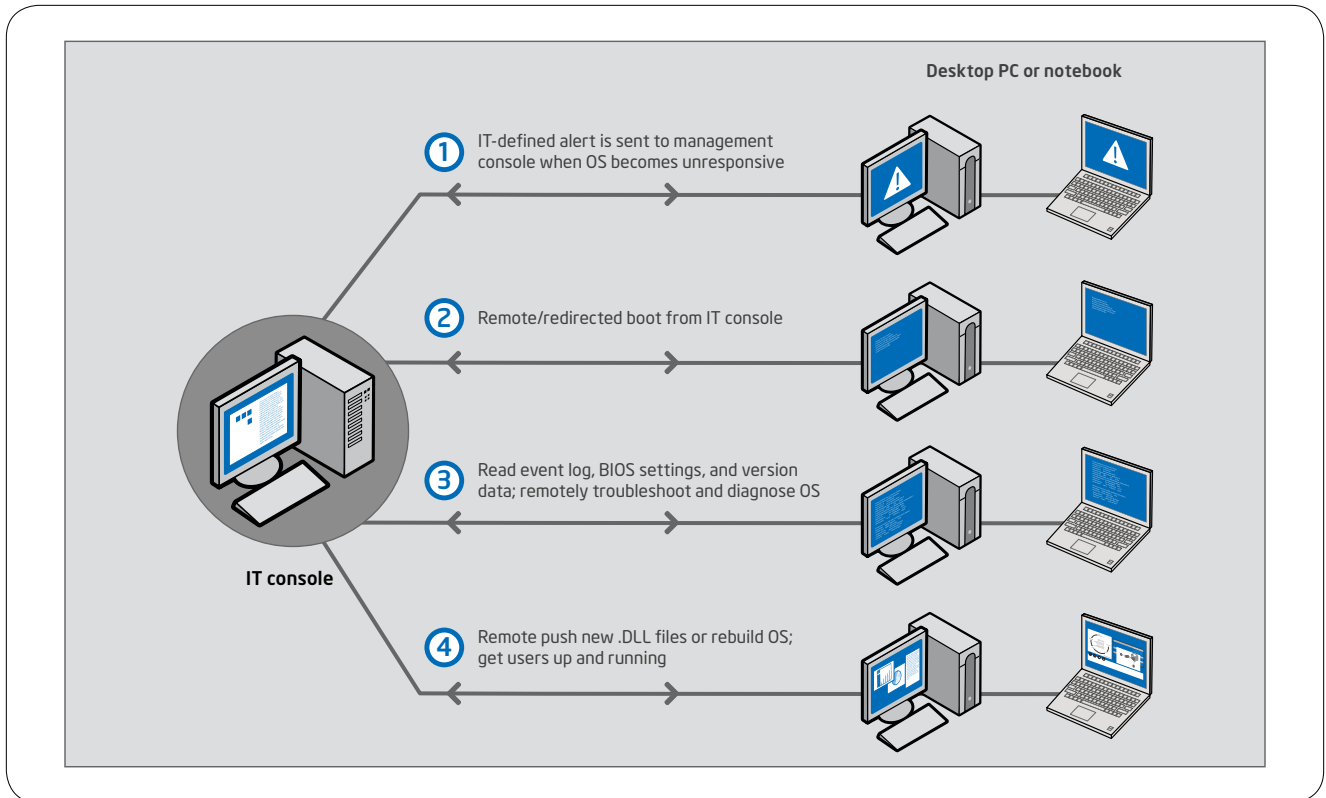 Desktop PC or notebook
1
IT-defined alert is sent to management
console when OS becomes unresponsive
2
Remote/redirected boot from IT console
3
Read event log, BIOS settings, and version
data; remotely troubleshoot and diagnose OS
IT console
4
Remote push new .DLL files or rebuild OS;
get users up and running